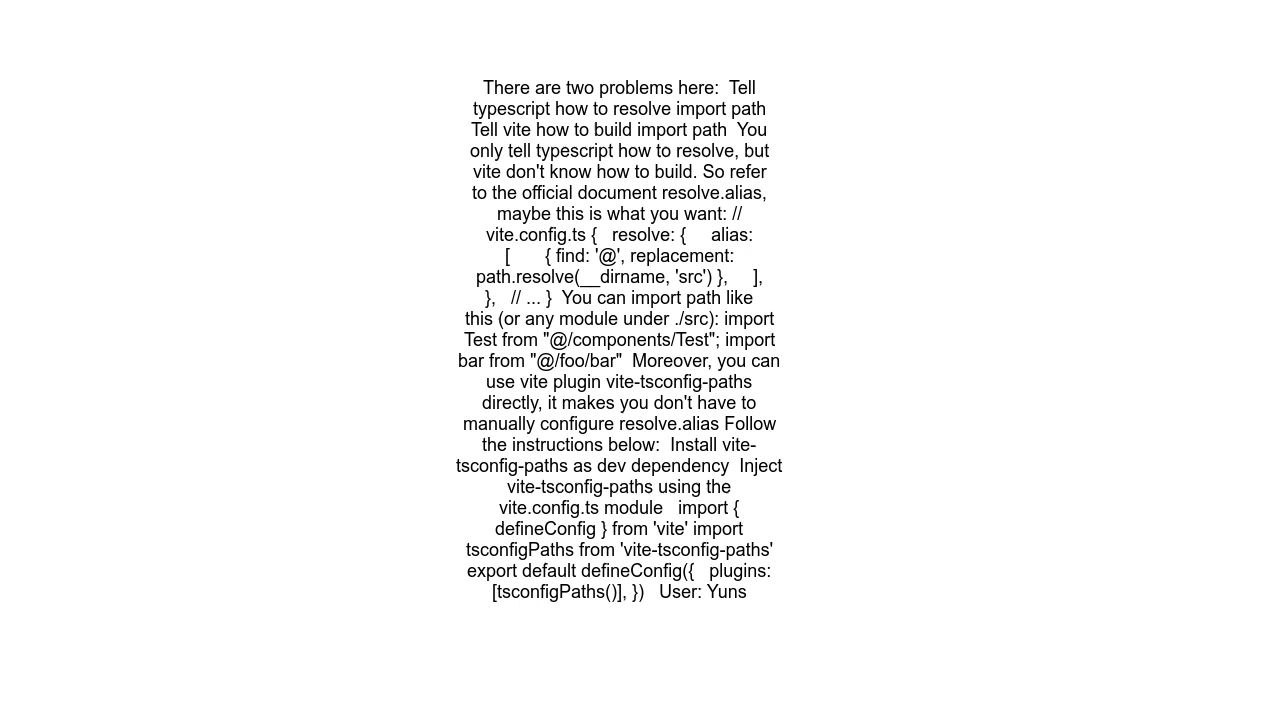 There are two problems here:  Tell
typescript how to resolve import path
Tell vite how to build import path  You
only tell typescript how to resolve, but
vite don't know how to build. So refer
to the official document resolve.alias,
maybe this is what you want: //
vite.config.ts {   resolve: {     alias:
[       { find: '@', replacement:
path.resolve(__dirname, 'src') },     ],
},   // ... }  You can import path like
this (or any module under ./src): import
Test from "@/components/Test"; import
bar from "@/foo/bar"  Moreover, you can
use vite plugin vite-tsconfig-paths
directly, it makes you don't have to
manually configure resolve.alias Follow
the instructions below:  Install vite-
tsconfig-paths as dev dependency  Inject
vite-tsconfig-paths using the
vite.config.ts module   import {
defineConfig } from 'vite' import
tsconfigPaths from 'vite-tsconfig-paths'
export default defineConfig({   plugins:
[tsconfigPaths()], })   User: Yuns